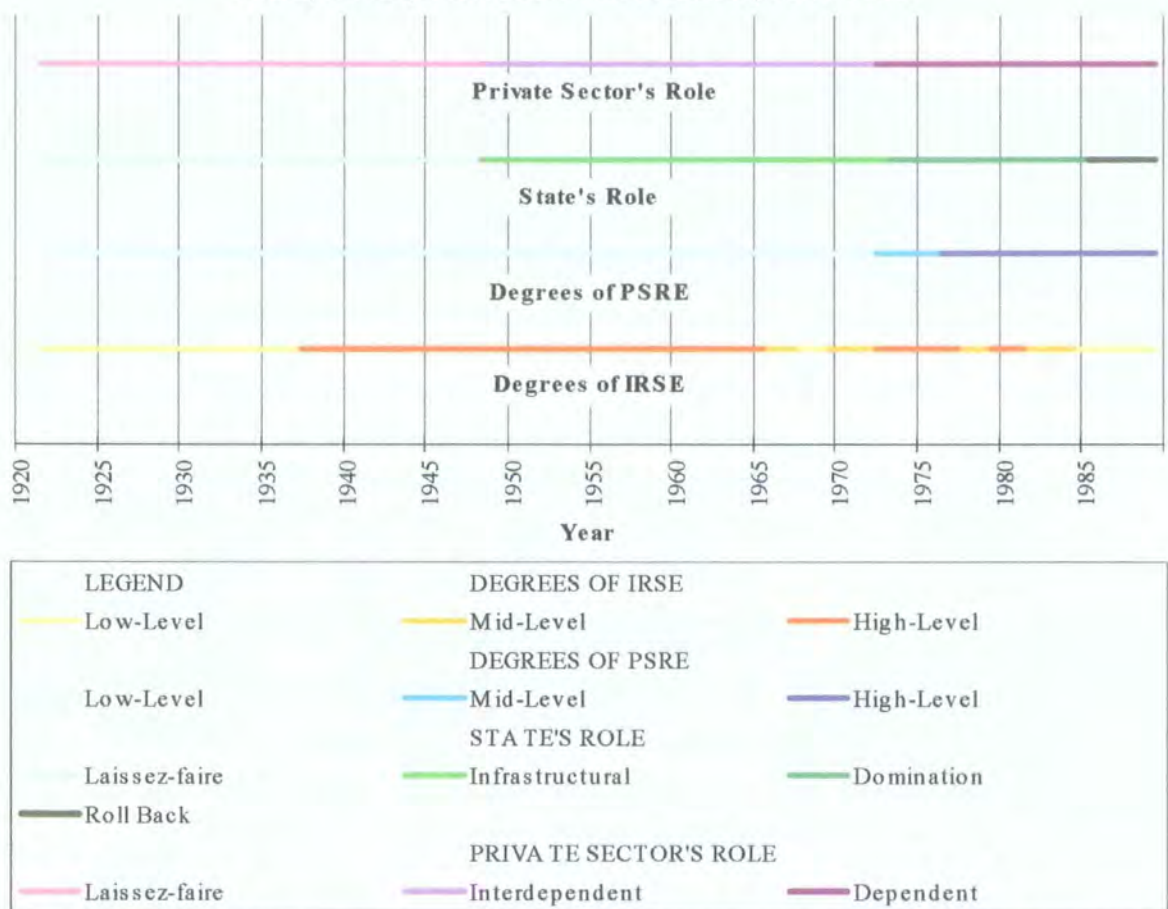 Private Sector's Role
State's Role
Degrees of PSRE
Degrees of IRSE
1920 1925 1930 1935 1940 1945 1950 1955 1960 1965 1970 1975 1980 1985
Year
LEGEND DEGREES OF IRSE
Low-Level Mid-Level High-Level
DEGREES OF PSRE
Low-Level Mid-Level High-Level
STATE'S ROLE
Laissez-faire Infrastructural Domination
Roll Back
PRIVATE SECTOR'S ROLE
Laissez-faire Interdependent Dependent